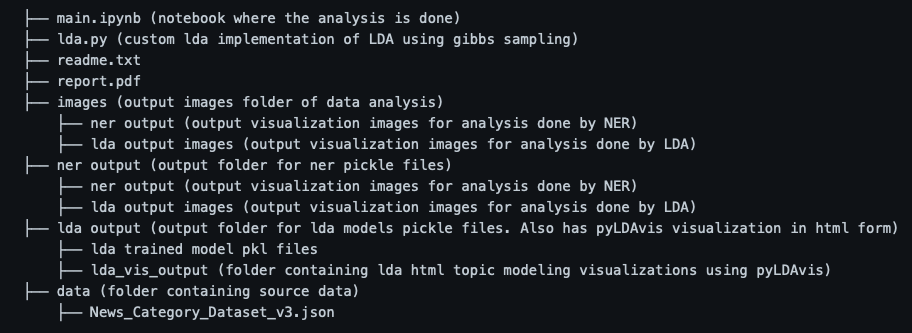 ├── main.ipynb (notebook where the analysis is done)
├── lda.py (custom lda implementation of LDA using gibbs sampling)
├── readme.txt
├── report.pdf
├── images (output images folder of data analysis)
    ├── ner output (output visualization images for analysis done by NER)
    ├── lda output images (output visualization images for analysis done by LDA)
├── ner output (output folder for ner pickle files)
    ├── ner output (output visualization images for analysis done by NER)
    ├── lda output images (output visualization images for analysis done by LDA)
├── lda output (output folder for lda models pickle files. Also has pyLDAvis visualization in html form)
    ├── lda trained model pkl files
    ├── lda_vis_output (folder containing lda html topic modeling visualizations using pyLDAvis)
├── data (folder containing source data)
    ├── News_Category_Dataset_v3.json